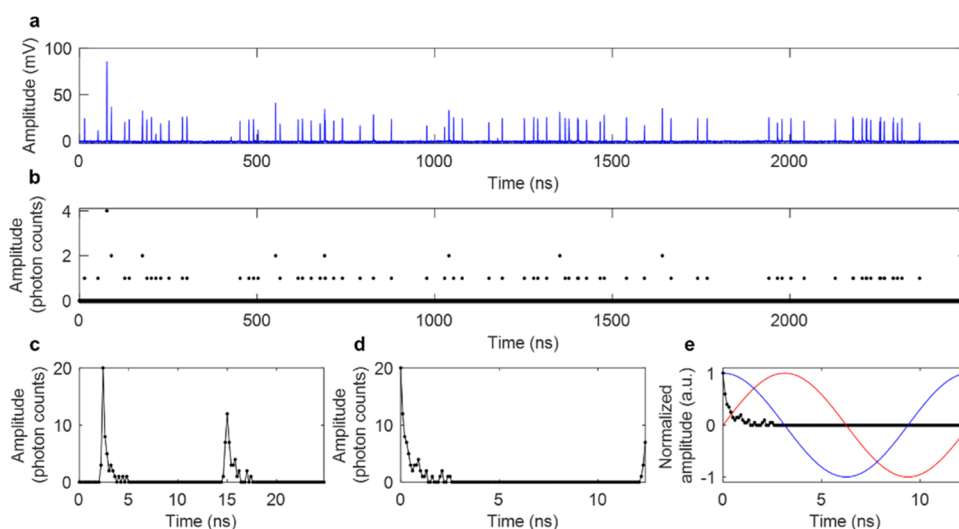 a
Amplitude (mV)
100
50
0
0 500 1000 1500 2000
Time (ns)
b
Amplitude
(photon counts)
4
2
0
0 500 1000 1500 2000
Time (ns)
c
Amplitude
(photon counts)
20
10
0
0 5 10 15 20
Time (ns)
d
Amplitude
(photon counts)
20
10
0
0 5 10
Time (ns)
e
Normalized
amplitude (a.u.)
1
0
-1
0 5 10
Time (ns)